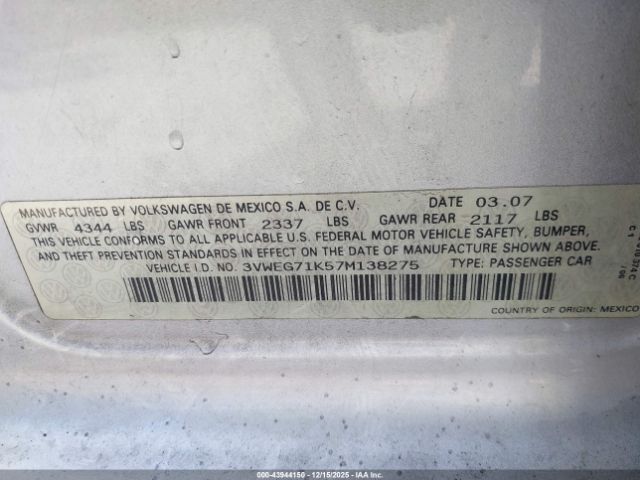 MANUFACTURED BY VOLKSWAGEN DE MEXICO S.A. DE C.V. DATE 03.07
GVWR 4344 LBS GAWR FRONT 2337 LBS GAWR REAR 2117 LBS
THIS VEHICLE CONFORMS TO ALL APPLICABLE U.S. FEDERAL MOTOR VEHICLE SAFETY, BUMPER,
AND THEFT PREVENTION STANDARDS IN EFFECT ON THE DATE OF MANUFACTURE SHOWN ABOVE.
VEHICLE I.D. NO. 3VWEG71K57M138275 TYPE: PASSENGER CAR
COUNTRY OF ORIGIN: MEXICO
000-43944150 - 12/15/2025 - IAAI BRANCH